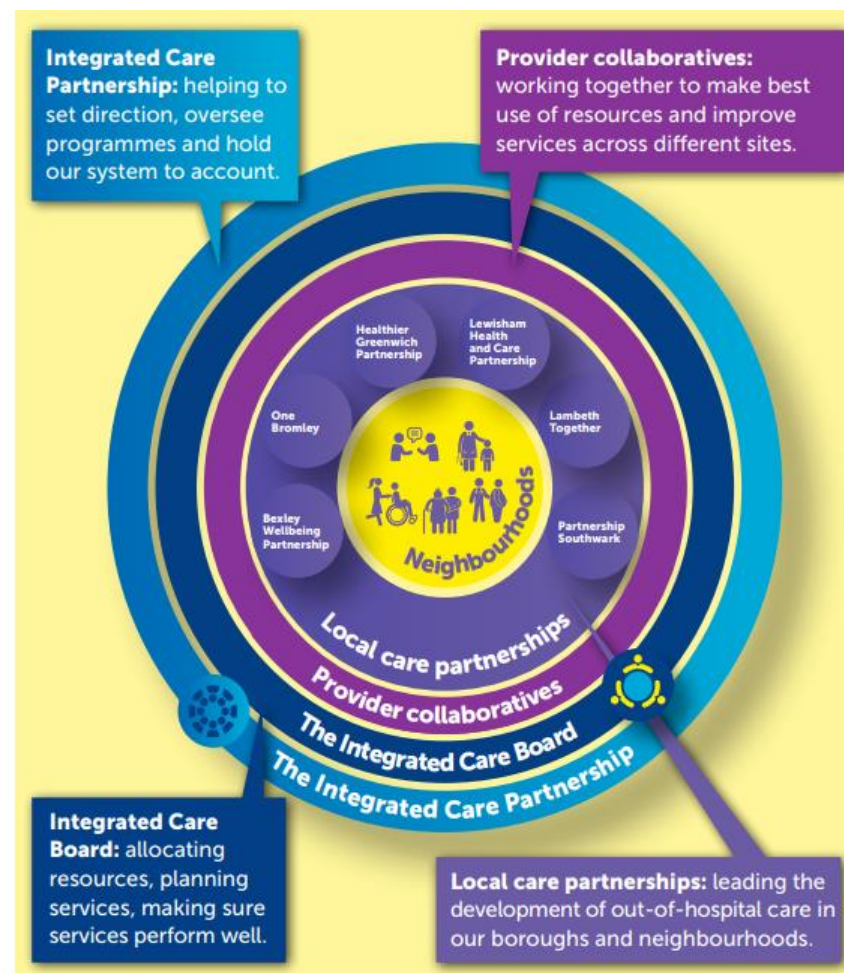 Integrated Care
Partnership: helping to
set direction, oversee
programmes and hold
our system to account.
Provider collaboratives:
working together to make best
use of resources and improve
services across different sites.
Healthier
Greenwich
Partnership
Lewisham
Health
and Care
Partnership
One
Bromley
Lambeth
Together
Bexley
Wellbeing
Partnership
Partnership
Southwark
Neighbourhoods
Local care partnerships
Provider collaboratives
The Integrated Care Board
The Integrated Care Partnership
Integrated Care
Board: allocating
resources, planning
services, making sure
services perform well.
Local care partnerships: leading the
development of out-of-hospital care in
our boroughs and neighbourhoods.